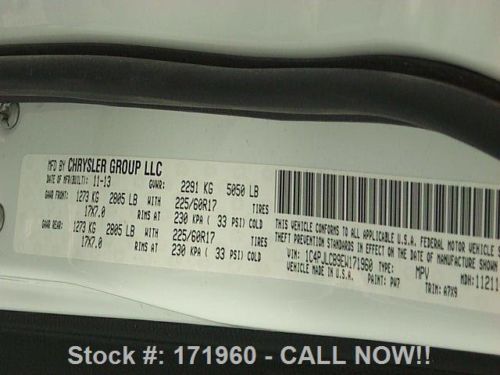 MFD BY CHRYSLER GROUP LLC
DATE OF MFR(BUILT): 11-13 GVWR: 2291 KG 5050 LB
GAWR FRONT: 1273 KG 2805 LB WITH 225/60R17 TIRES
17X7.0 RIMS AT 230 KPA ( 33 PSI) COLD
GAWR REAR: 1273 KG 2805 LB WITH 225/60R17 TIRES
17X7.0 RIMS AT 230 KPA ( 33 PSI) COLD
THIS VEHICLE CONFORMS TO ALL APPLICABLE U.S.A. FEDERAL MOTOR VEHICLE
THEFT PREVENTION STANDARDS IN EFFECT ON THE DATE OF MANUFACTURE SHOWN
VIN: 1C4PJLCB9EW171960 TYPE: MPV MDH: 11211
MADE IN U.S.A. PAINT: PW7 TRIM: A7X9
Stock #: 171960 - CALL NOW!!